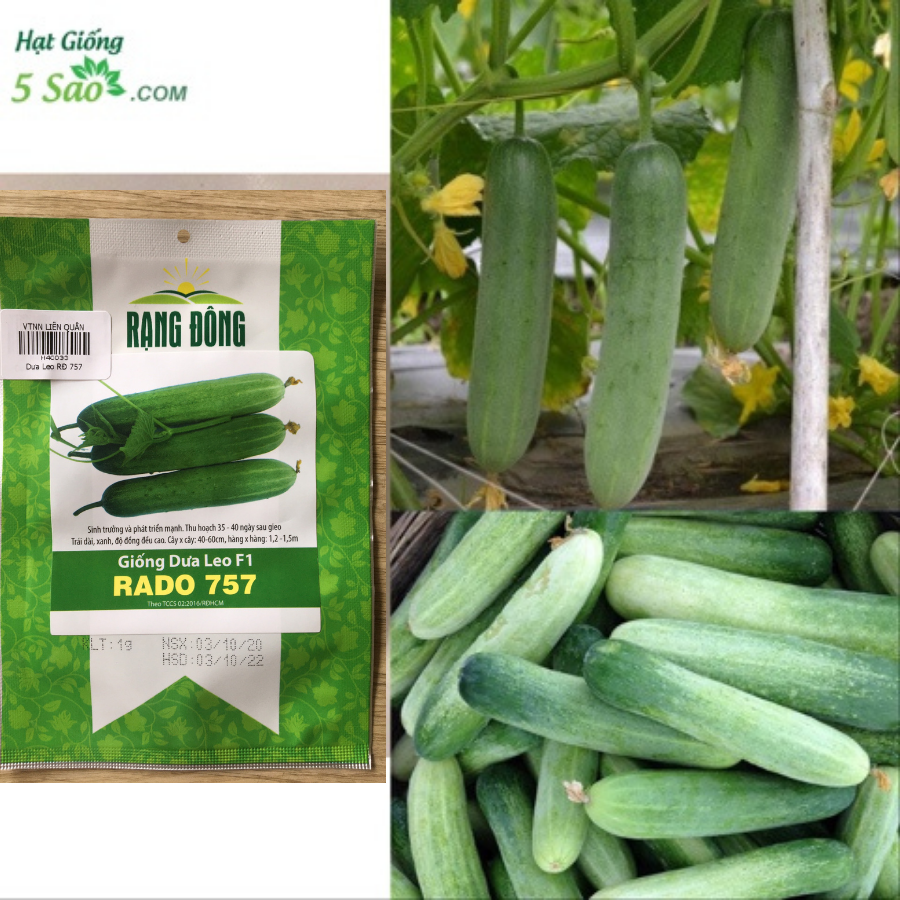 Hạt Giống
5 Sao .COM
RẠNG ĐÔNG
VTNN LIÊN QUÂN
H40033
Dưa Leo RĐ 757
Sinh trưởng và phát triển mạnh. Thu hoạch 35 - 40 ngày sau gieo
Trái dài, xanh, độ đồng đều cao. Cây x cây: 40-60cm, hàng x hàng: 1,2 -1,5m
Giống Dưa Leo F1
RADO 757
Theo TCCS 02:2016/RĐHCM
KLT:1g NSX:03/10/20
HSD:03/10/22